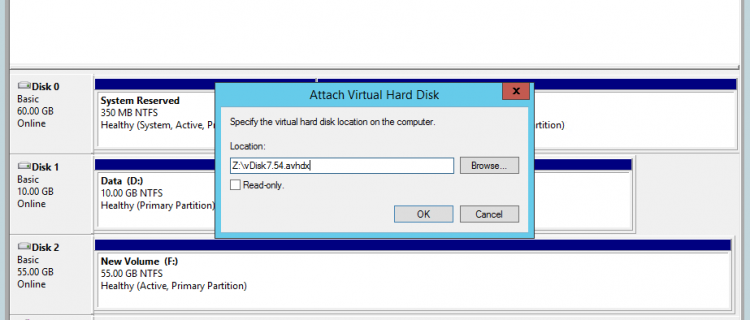 Disk 0
Basic
60.00 GB
Online
System Reserved
350 MB NTFS
Healthy (System, Active, P
rtition)
Attach Virtual Hard Disk
x
Specify the virtual hard disk location on the computer.
Location:
Z:\vDisk7.54.avhdx
Browse...
Read-only.
OK
Cancel
Disk 1
Basic
10.00 GB
Online
Data (D:)
10.00 GB NTFS
Healthy (Primary Partition)
Disk 2
Basic
55.00 GB
Online
New Volume (F:)
55.00 GB NTFS
Healthy (Active, Primary Partition)